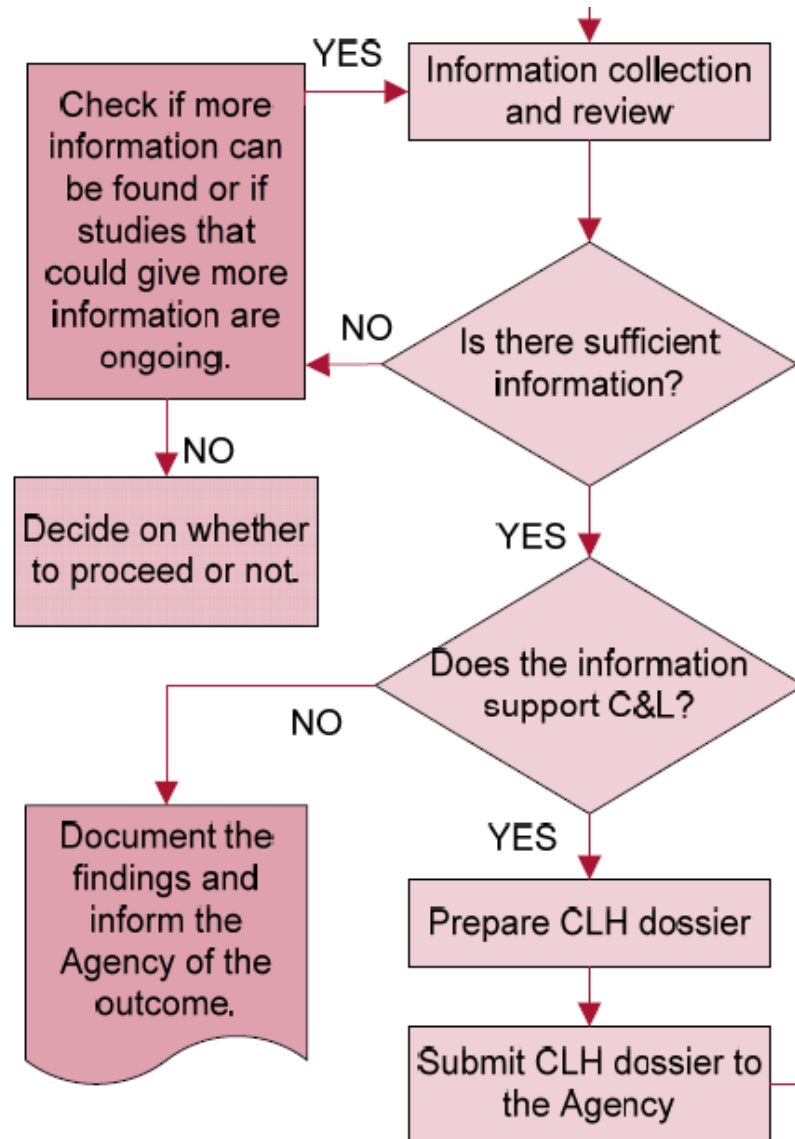 YES
Information collection
and review
Check if more
information can
be found or if
studies that
could give more
information are
ongoing.
NO
Is there sufficient
information?
NO
Decide on whether
to proceed or not.
YES
Does the information
support C&L?
NO
Document the
findings and
inform the
Agency of the
outcome.
YES
Prepare CLH dossier
Submit CLH dossier to
the Agency